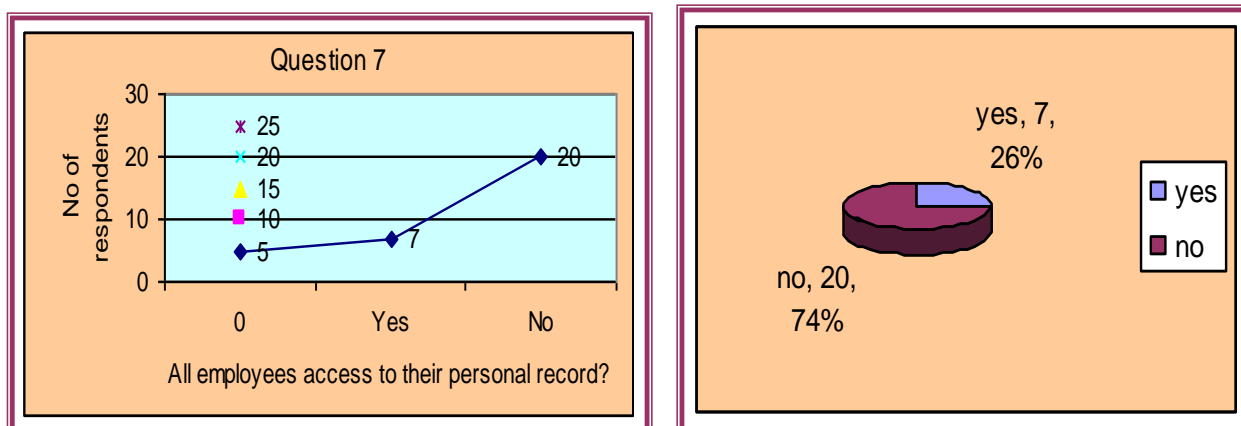 Question 7
30
25
20
20
20
15
10
10
7
5
0
No of
respondents
0 Yes No
All employees access to their personal record?
yes, 7,
26%
no, 20,
74%
yes
no